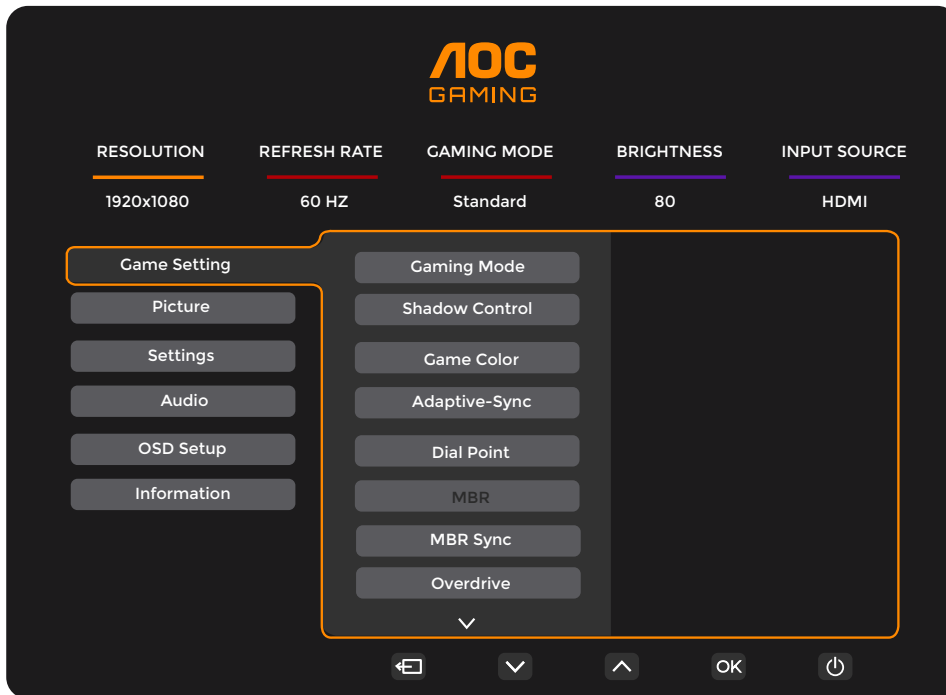 AOC
GAMING
RESOLUTION REFRESH RATE GAMING MODE BRIGHTNESS INPUT SOURCE
1920x1080 60 HZ Standard 80 HDMI
Game Setting
Picture
Settings
Audio
OSD Setup
Information
Gaming Mode
Shadow Control
Game Color
Adaptive-Sync
Dial Point
MBR
MBR Sync
Overdrive
OK